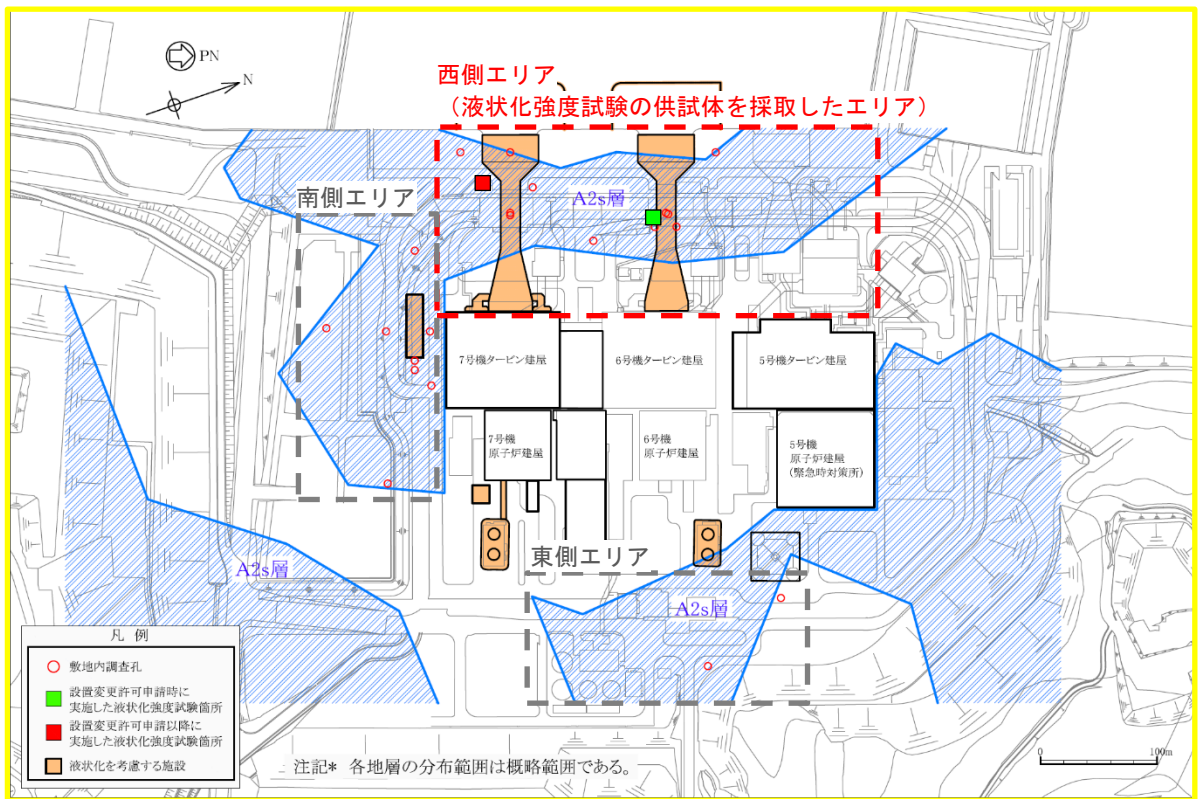 PN
N
西側エリア
（液状化強度試験の供試体を採取したエリア）
南側エリア
A2s層
7号機タービン建屋
6号機タービン建屋
5号機タービン建屋
7号機
原子炉建屋
6号機
原子炉建屋
5号機
原子炉建屋
(緊急時対策所)
東側エリア
A2s層
A2s層
凡 例
敷地内調査孔
設置変更許可申請時に
実施した液状化強度試験箇所
設置変更許可申請以降に
実施した液状化強度試験箇所
液状化を考慮する施設
注記* 各地層の分布範囲は概略範囲である。
0
100m